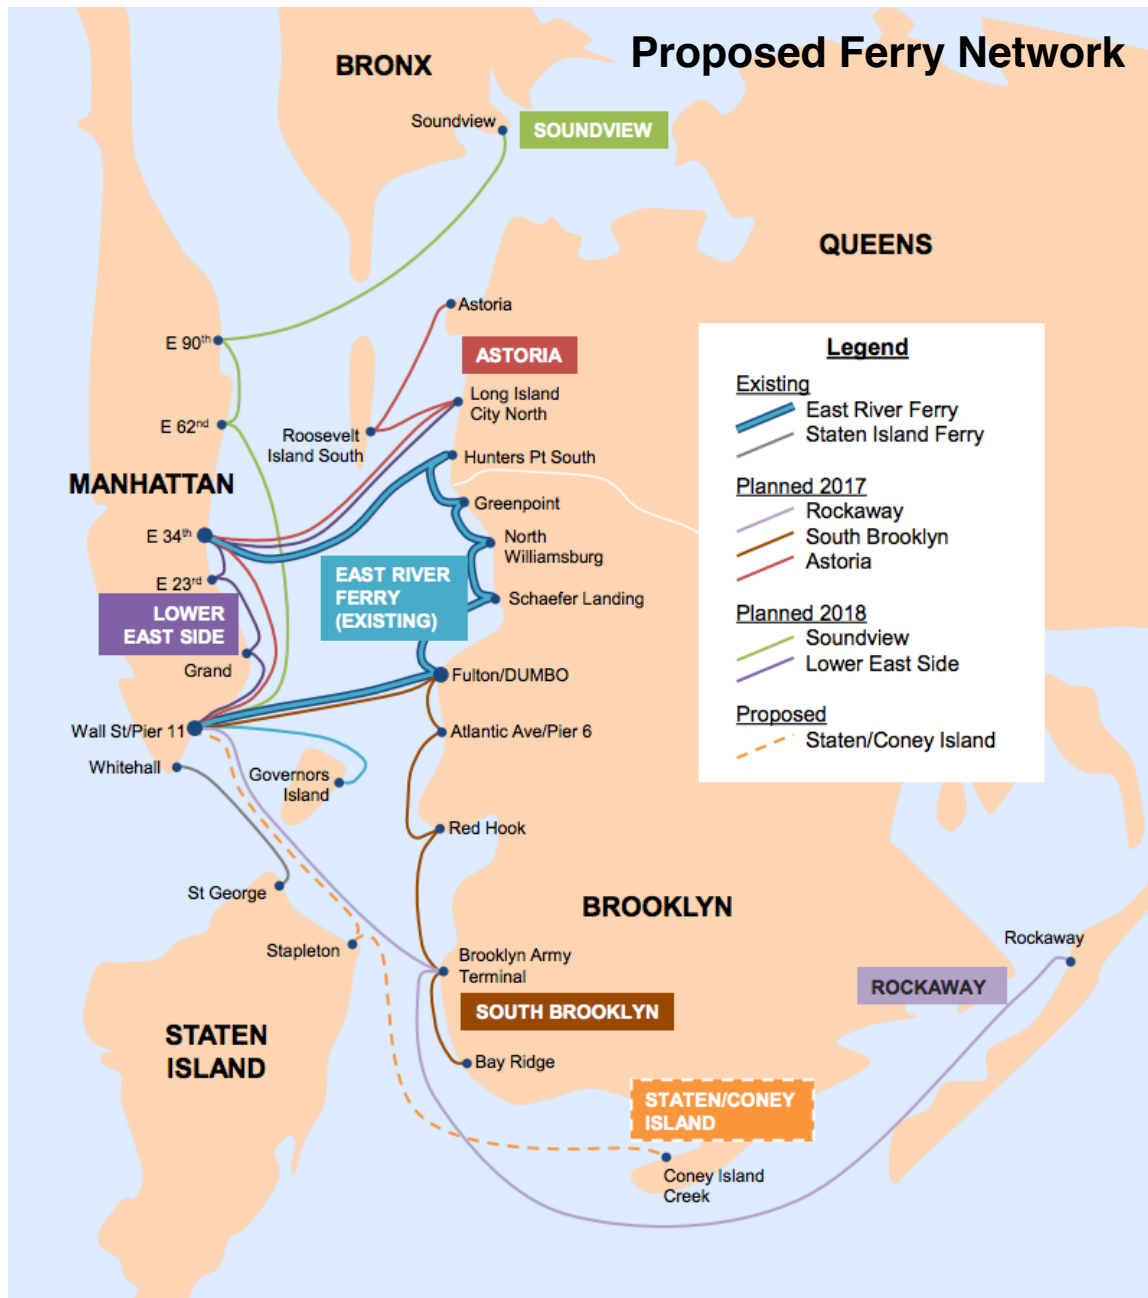 Proposed Ferry Network
BRONX
Soundview
SOUNDVIEW
QUEENS
Astoria
E 90th
ASTORIA
Long Island
City North
E 62nd
Roosevelt
Island South
Hunters Pt South
MANHATTAN
Greenpoint
E 34th
North
Williamsburg
E 23rd
EAST RIVER
FERRY
(EXISTING)
Schaefer Landing
LOWER
EAST SIDE
Grand
Fulton/DUMBO
Wall St/Pier 11
Atlantic Ave/Pier 6
Whitehall
Governors
Island
Red Hook
St George
BROOKLYN
Stapleton
Brooklyn Army
Terminal
Rockaway
ROCKAWAY
SOUTH BROOKLYN
STATEN
ISLAND
Bay Ridge
STATEN/CONEY
ISLAND
Coney Island
Creek
Legend
Existing
East River Ferry
Staten Island Ferry
Planned 2017
Rockaway
South Brooklyn
Astoria
Planned 2018
Soundview
Lower East Side
Proposed
Staten/Coney Island